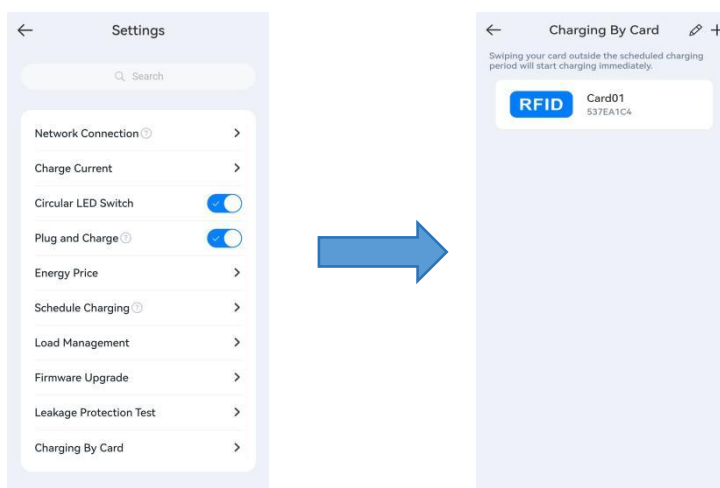 Settings
Search
Network Connection
Charge Current
Circular LED Switch
Plug and Charge
Energy Price
Schedule Charging
Load Management
Firmware Upgrade
Leakage Protection Test
Charging By Card
Charging By Card
Swiping your card outside the scheduled charging
period will start charging immediately.
RFID
Card01
537EA1C4